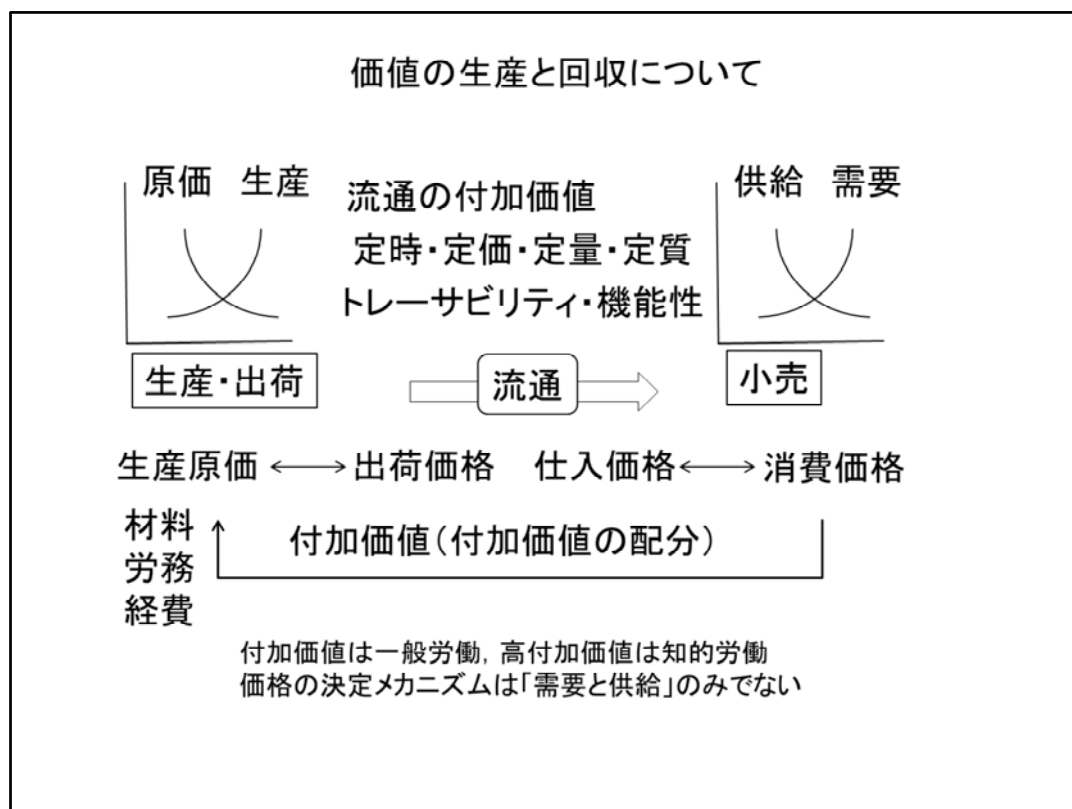 価値の生産と回収について
原価　生産
流通の付加価値
定時・定価・定量・定質
トレーサビリティ・機能性
供給　需要
生産・出荷
流通
小売
生産原価
出荷価格
仕入価格
消費価格
材料
労務
経費
付加価値（付加価値の配分）
付加価値は一般労働，高付加価値は知的労働
価格の決定メカニズムは「需要と供給」のみでない